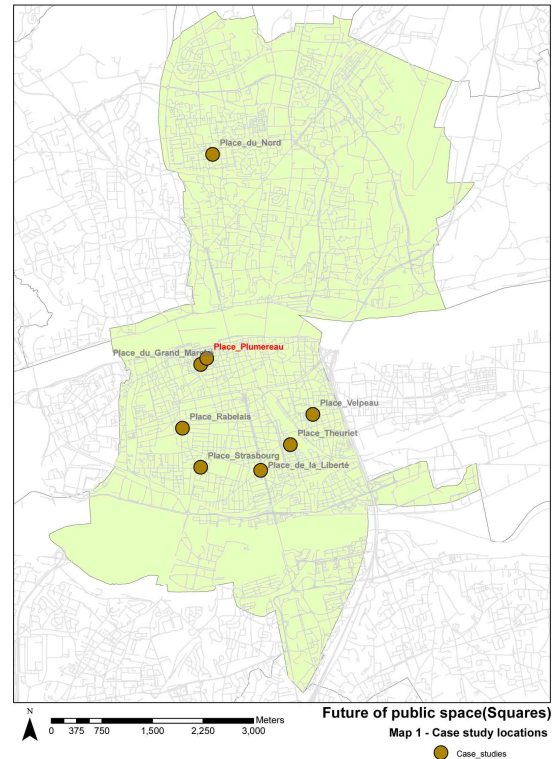 Place_du_Nord
Place_Plumereau
Place_du_Grand_Marché
Place_Velpeau
Place_Rabelais
Place_Theuriet
Place_Strasbourg
Place_de_la_Liberté
N
0 375 750 1,500 2,250 3,000 Meters
Future of public space(Squares)
Map 1 - Case study locations
Case_studies